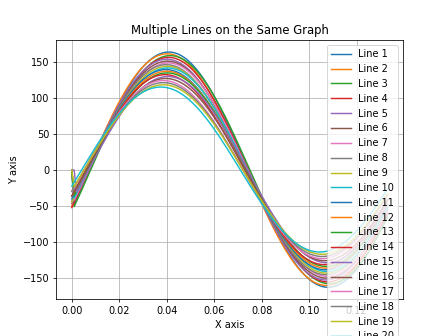 Multiple Lines on the Same Graph
Y axis
150
100
50
0
−50
−100
−150
0.00
0.02
0.04
0.06
0.08
0.10
X axis
Line 1
Line 2
Line 3
Line 4
Line 5
Line 6
Line 7
Line 8
Line 9
Line 10
Line 11
Line 12
Line 13
Line 14
Line 15
Line 16
Line 17
Line 18
Line 19
Line 20